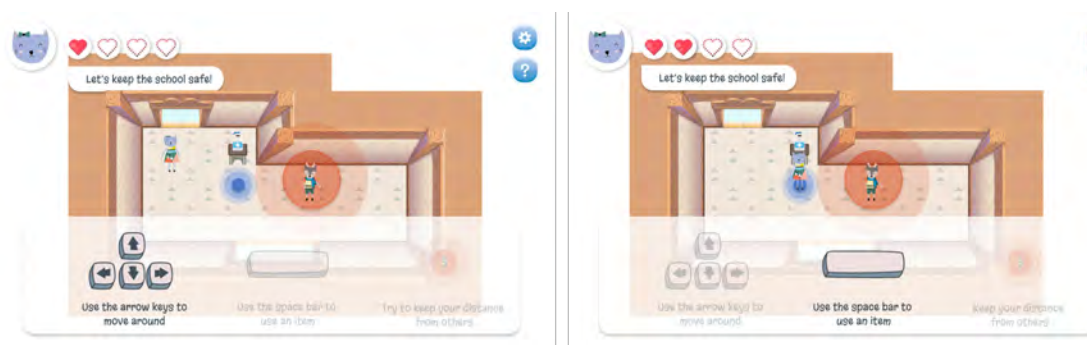 Let's keep the school safe!
Use the arrow keys to
move around
Use the space bar to
use an item
Try to keep your distance
from others
Let's keep the school safe!
Use the arrow keys to
move around
Use the space bar to
use an item
Keep your distance
from others
?